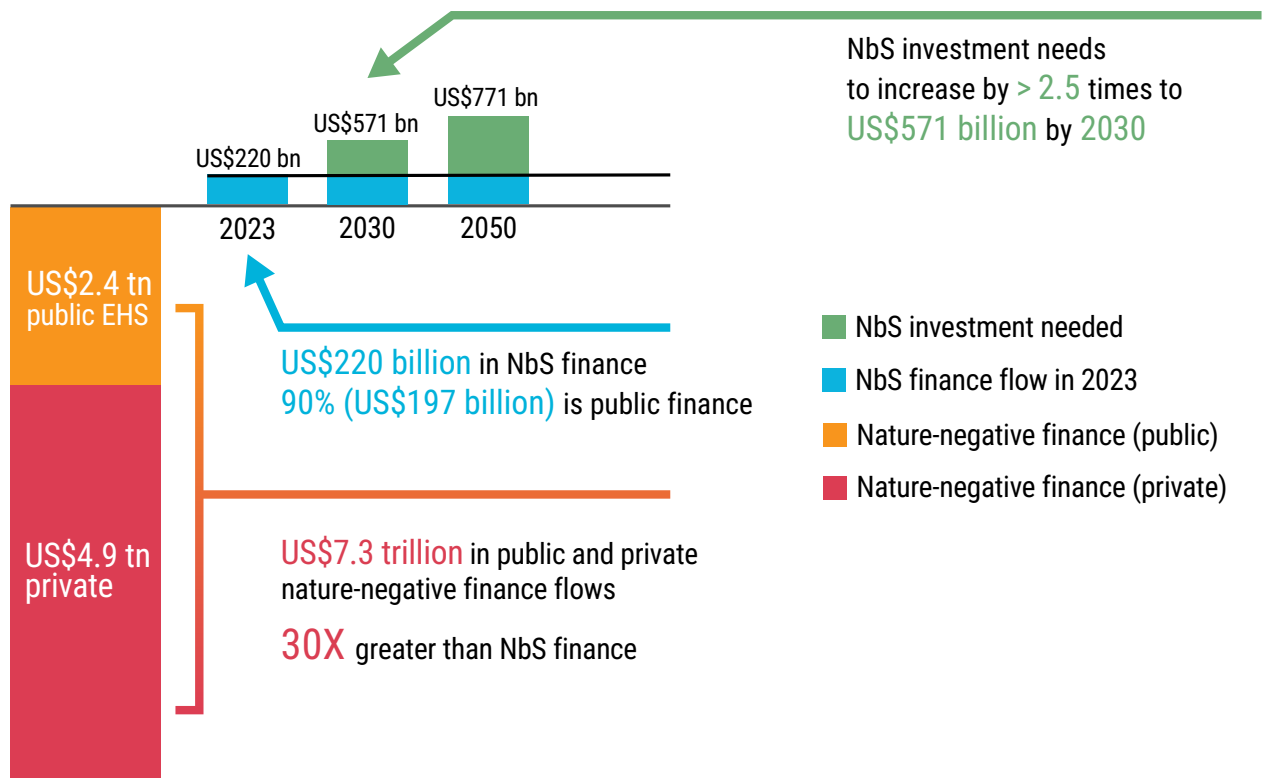 NbS investment needs
to increase by > 2.5 times to
US$571 billion by 2030
US$771 bn
US$571 bn
US$220 bn
2023
2030
2050
US$2.4 tn
public EHS
US$4.9 tn
private
US$220 billion in NbS finance
90% (US$197 billion) is public finance
US$7.3 trillion in public and private
nature-negative finance flows
30X greater than NbS finance
NbS investment needed
NbS finance flow in 2023
Nature-negative finance (public)
Nature-negative finance (private)